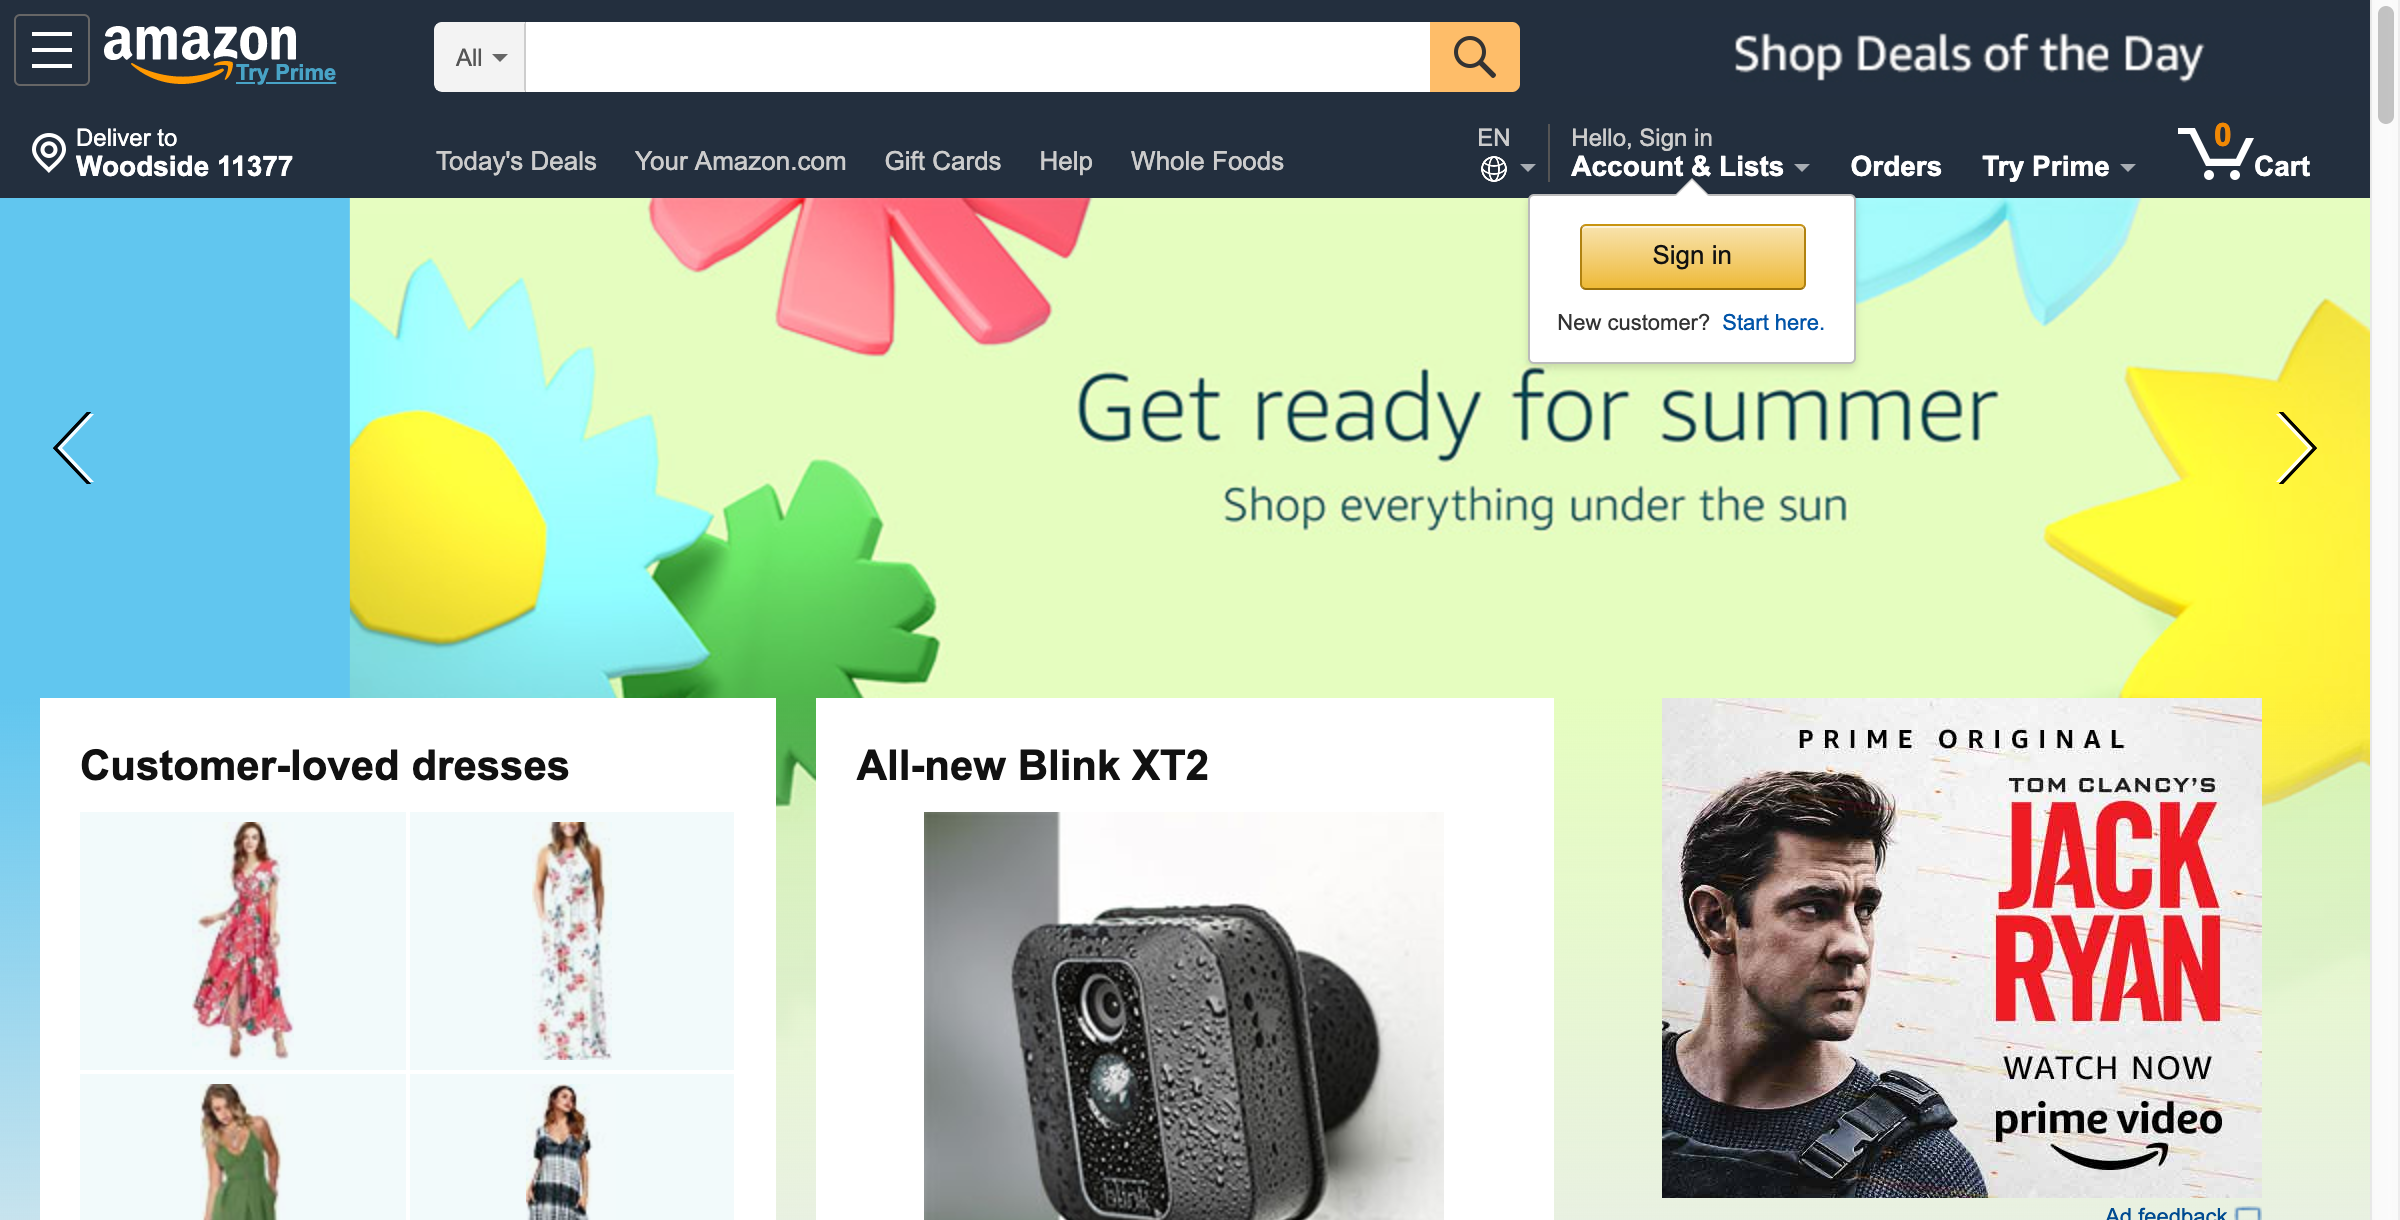 amazon
Try Prime
All
Shop Deals of the Day
Deliver to
Woodside 11377
Today's Deals
Your Amazon.com
Gift Cards
Help
Whole Foods
EN
Hello, Sign in
Account & Lists
Orders
Try Prime
0
Cart
Sign in
New customer? Start here.
Get ready for summer
Shop everything under the sun
Customer-loved dresses
All-new Blink XT2
blink
PRIME ORIGINAL
TOM CLANCY'S
JACK
RYAN
WATCH NOW
prime video
Ad feedback